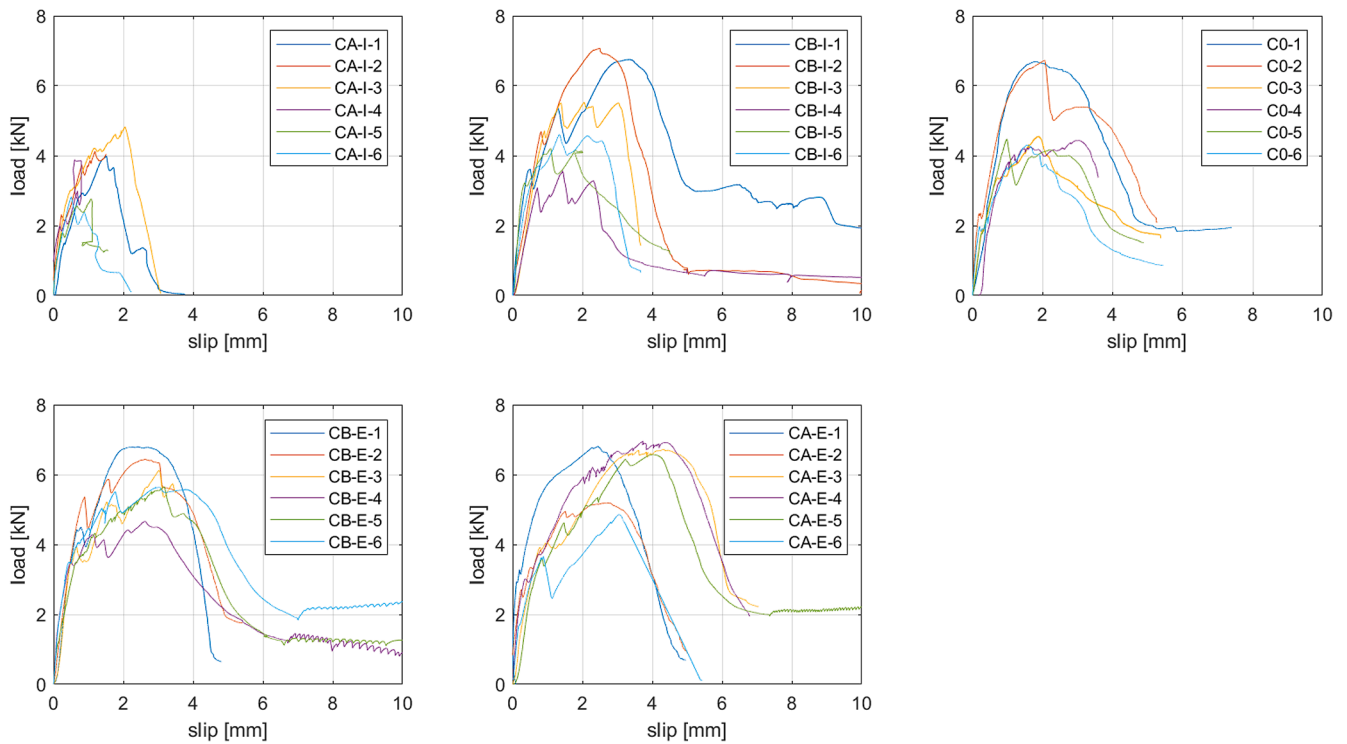 8
6
4
2
0
load [kN]
0 2 4 6 8 10
slip [mm]
CA-I-1
CA-I-2
CA-I-3
CA-I-4
CA-I-5
CA-I-6
8
6
4
2
0
load [kN]
0 2 4 6 8 10
slip [mm]
CB-I-1
CB-I-2
CB-I-3
CB-I-4
CB-I-5
CB-I-6
8
6
4
2
0
load [kN]
0 2 4 6 8 10
slip [mm]
C0-1
C0-2
C0-3
C0-4
C0-5
C0-6
8
6
4
2
0
load [kN]
0 2 4 6 8 10
slip [mm]
CB-E-1
CB-E-2
CB-E-3
CB-E-4
CB-E-5
CB-E-6
8
6
4
2
0
load [kN]
0 2 4 6 8 10
slip [mm]
CA-E-1
CA-E-2
CA-E-3
CA-E-4
CA-E-5
CA-E-6